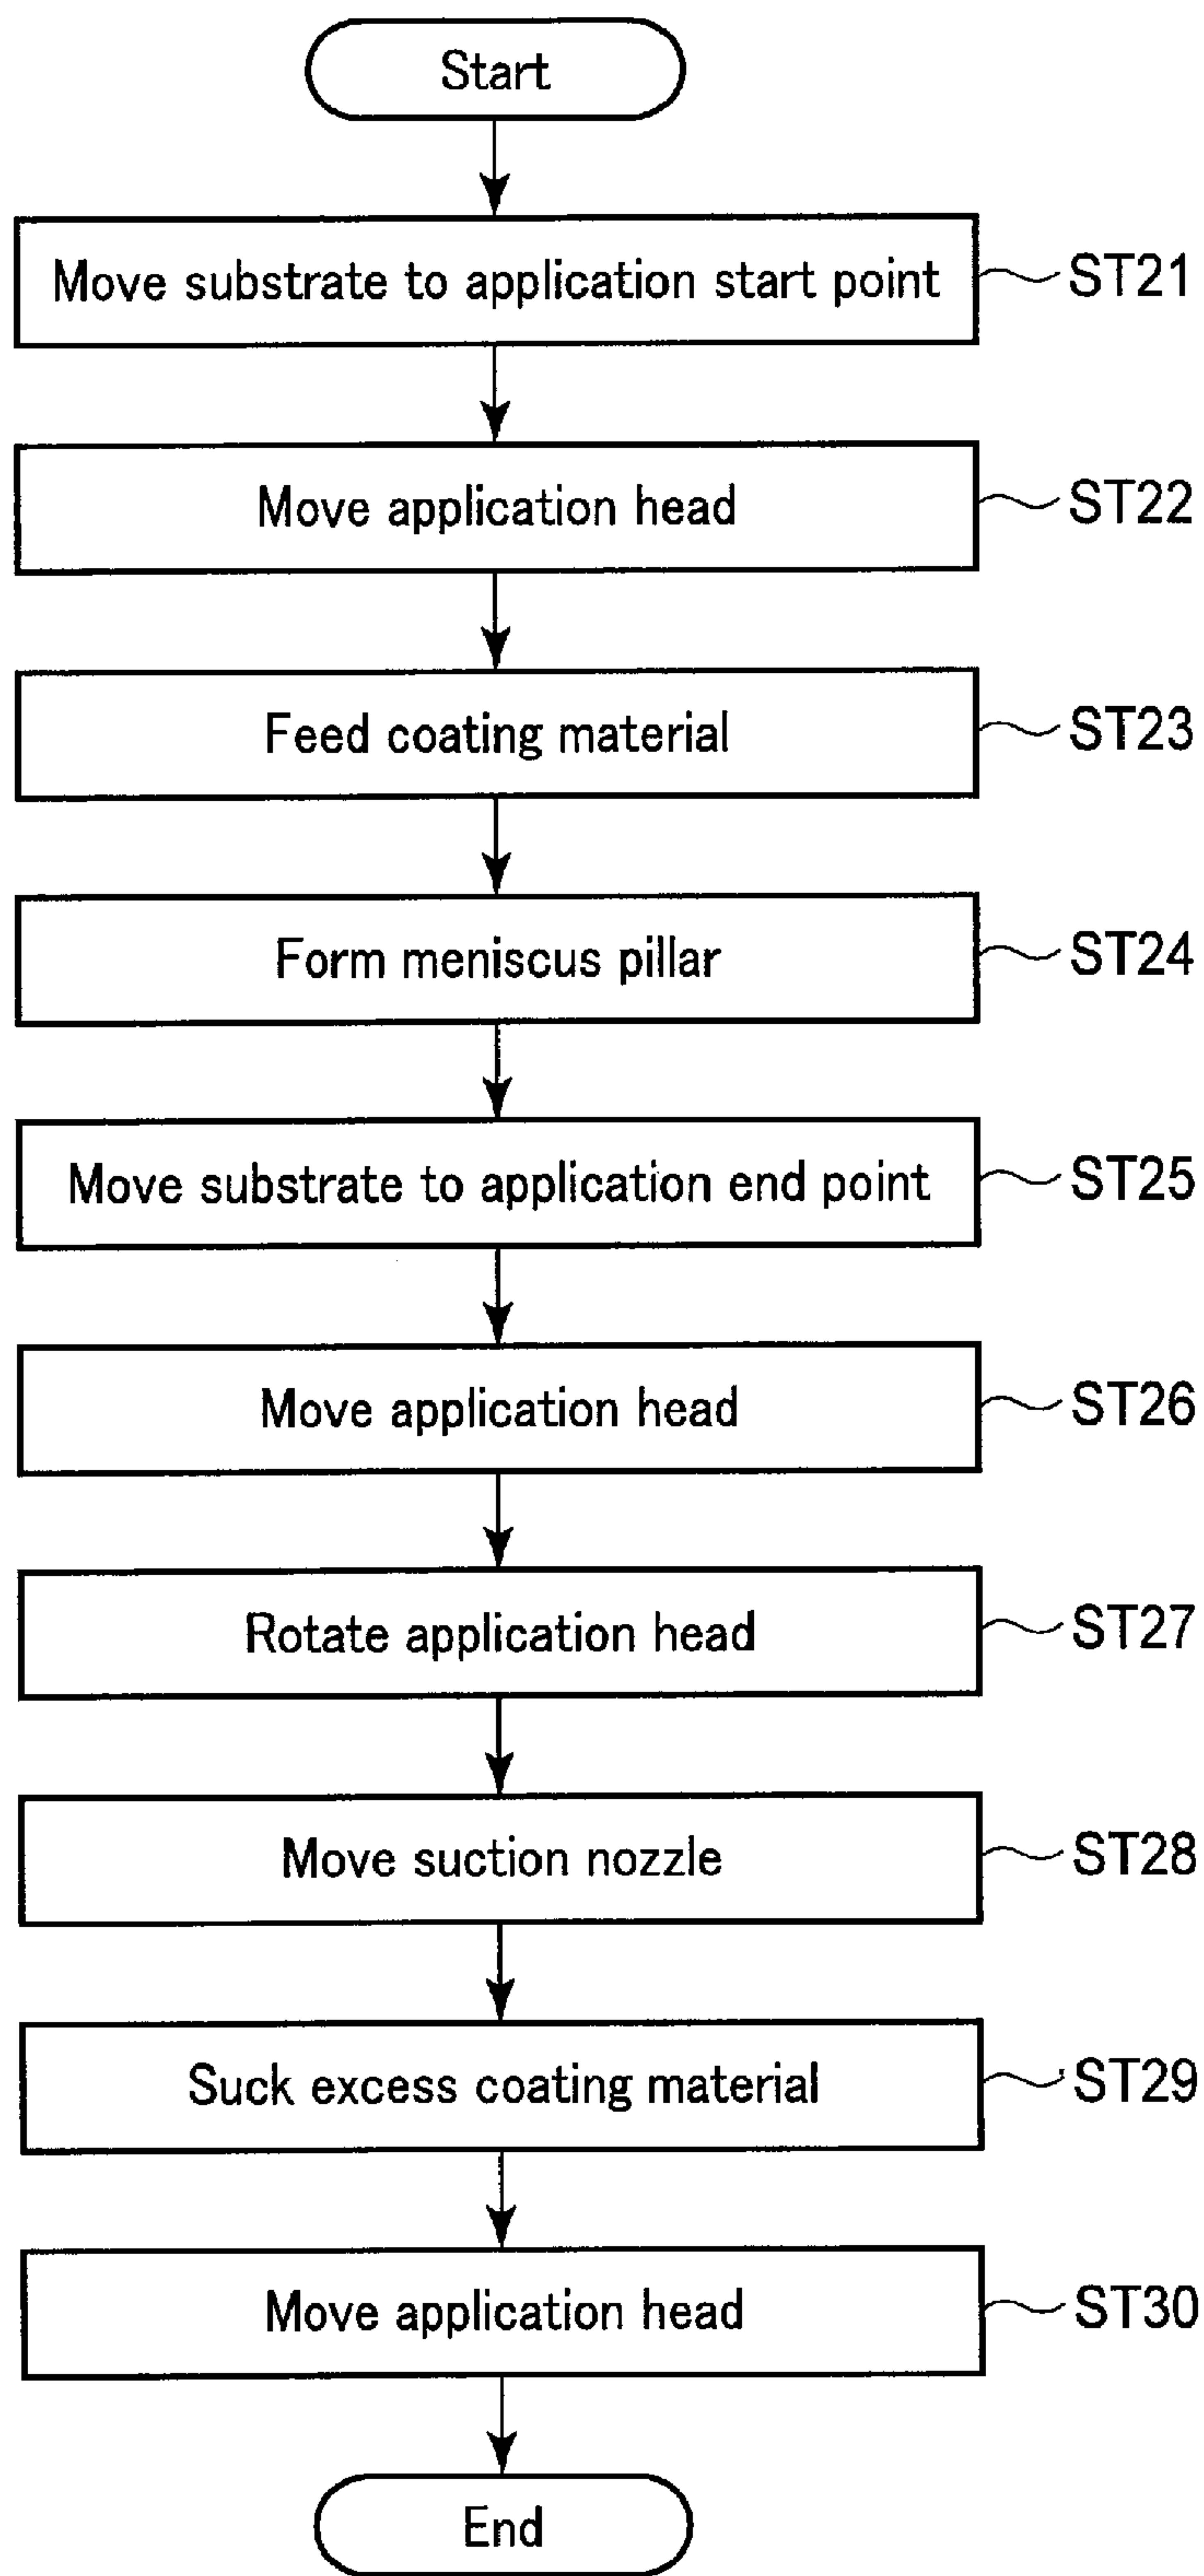 Start
Move substrate to application start point ST21
Move application head ST22
Feed coating material ST23
Form meniscus pillar ST24
Move substrate to application end point ST25
Move application head ST26
Rotate application head ST27
Move suction nozzle ST28
Suck excess coating material ST29
Move application head ST30
End